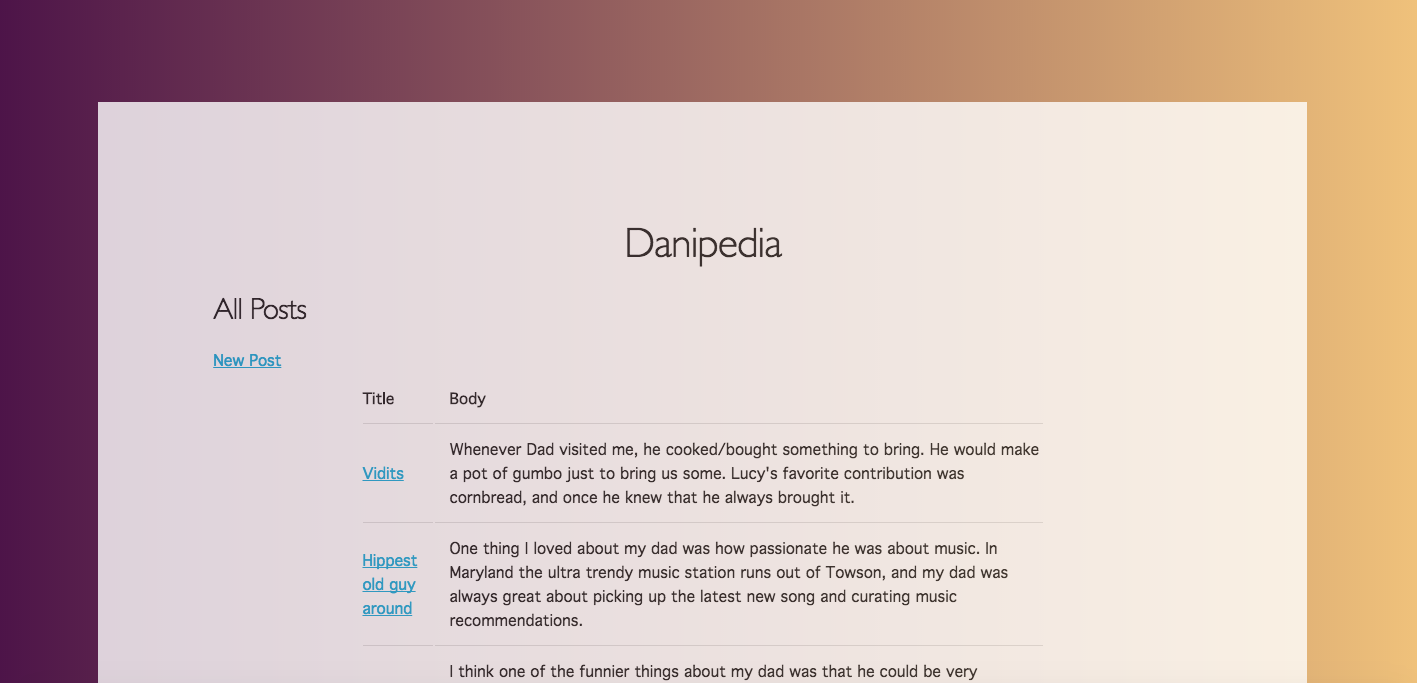 Danipedia
All Posts
New Post
Title Body
Whenever Dad visited me, he cooked/bought something to bring. He would make
Vidits
a pot of gumbo just to bring us some. Lucy's favorite contribution was
cornbread, and once he knew that he always brought it.
One thing I loved about my dad was how passionate he was about music. In
Hippest
old guy
around
Maryland the ultra trendy music station runs out of Towson, and my dad was
always great about picking up the latest new song and curating music
recommendations.
I think one of the funnier things about my dad was that he could be very